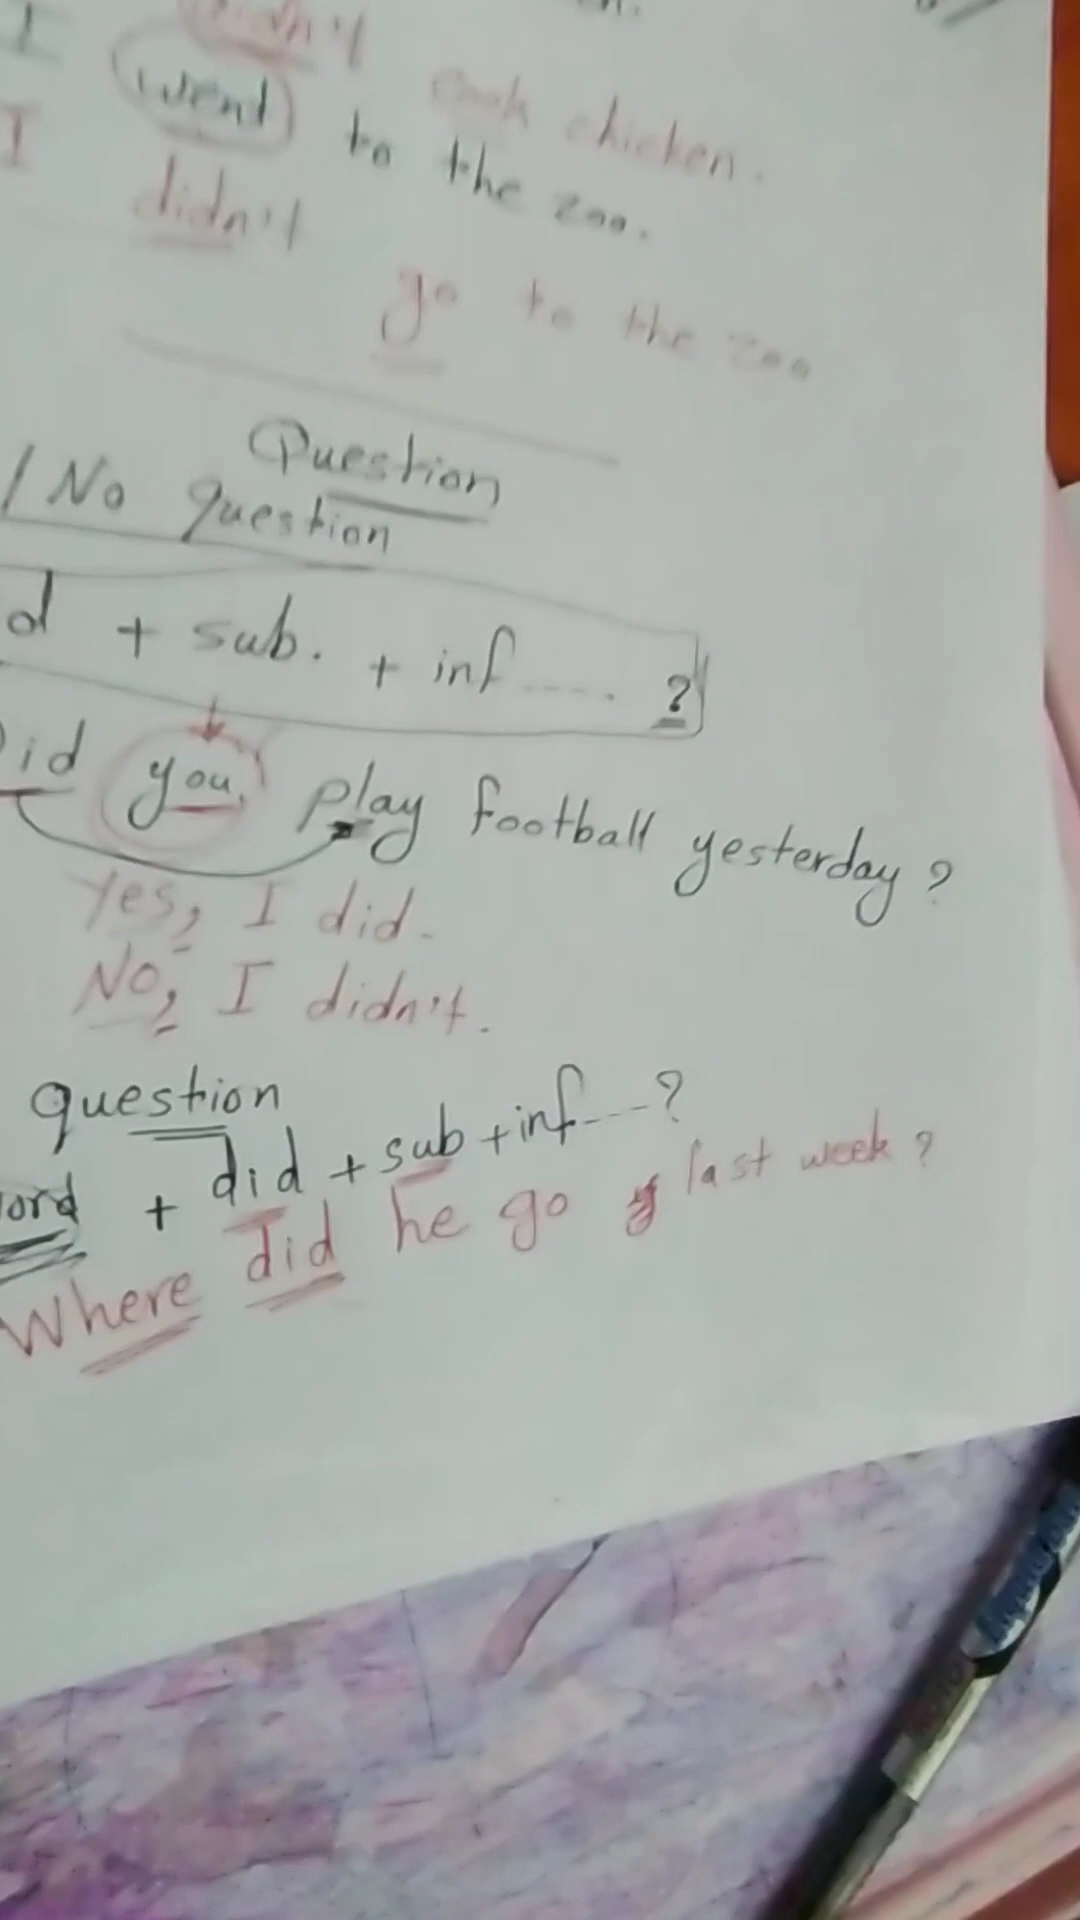 I didn't cook chicken.
I went to the zoo.
I didn't go to the zoo
Question
/No question
d + sub. + inf..... ?
Did you play football yesterday?
Yes, I did.
No, I didn't.
question
ord + did + sub + inf----?
Where did he go last week?